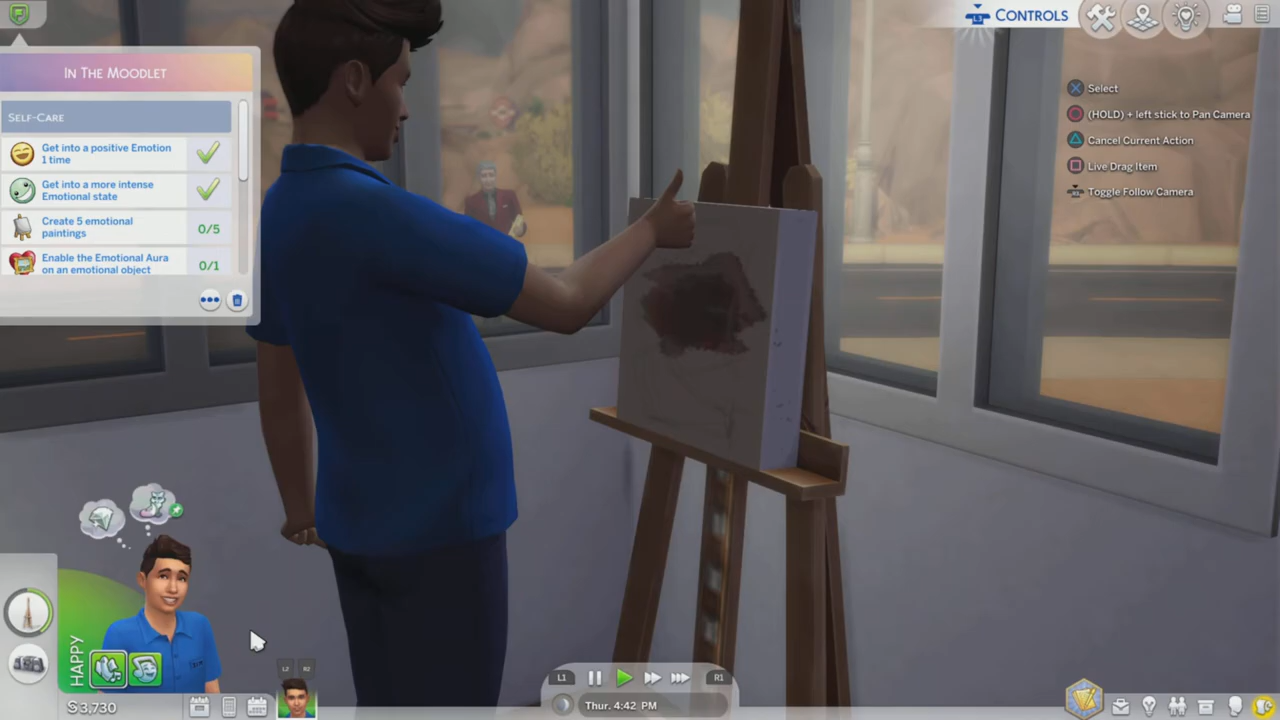 CONTROLS
IN THE MOODLET
SELF-CARE
Get into a positive Emotion
1 time
Get into a more intense
Emotional state
Create 5 emotional
paintings
0/5
Enable the Emotional Aura
on an emotional object
0/1
Select
(HOLD) + left stick to Pan Camera
Cancel Current Action
Live Drag Item
Toggle Follow Camera
HAPPY
§3,730
L2
R2
L1
R1
Thur. 4:42 PM